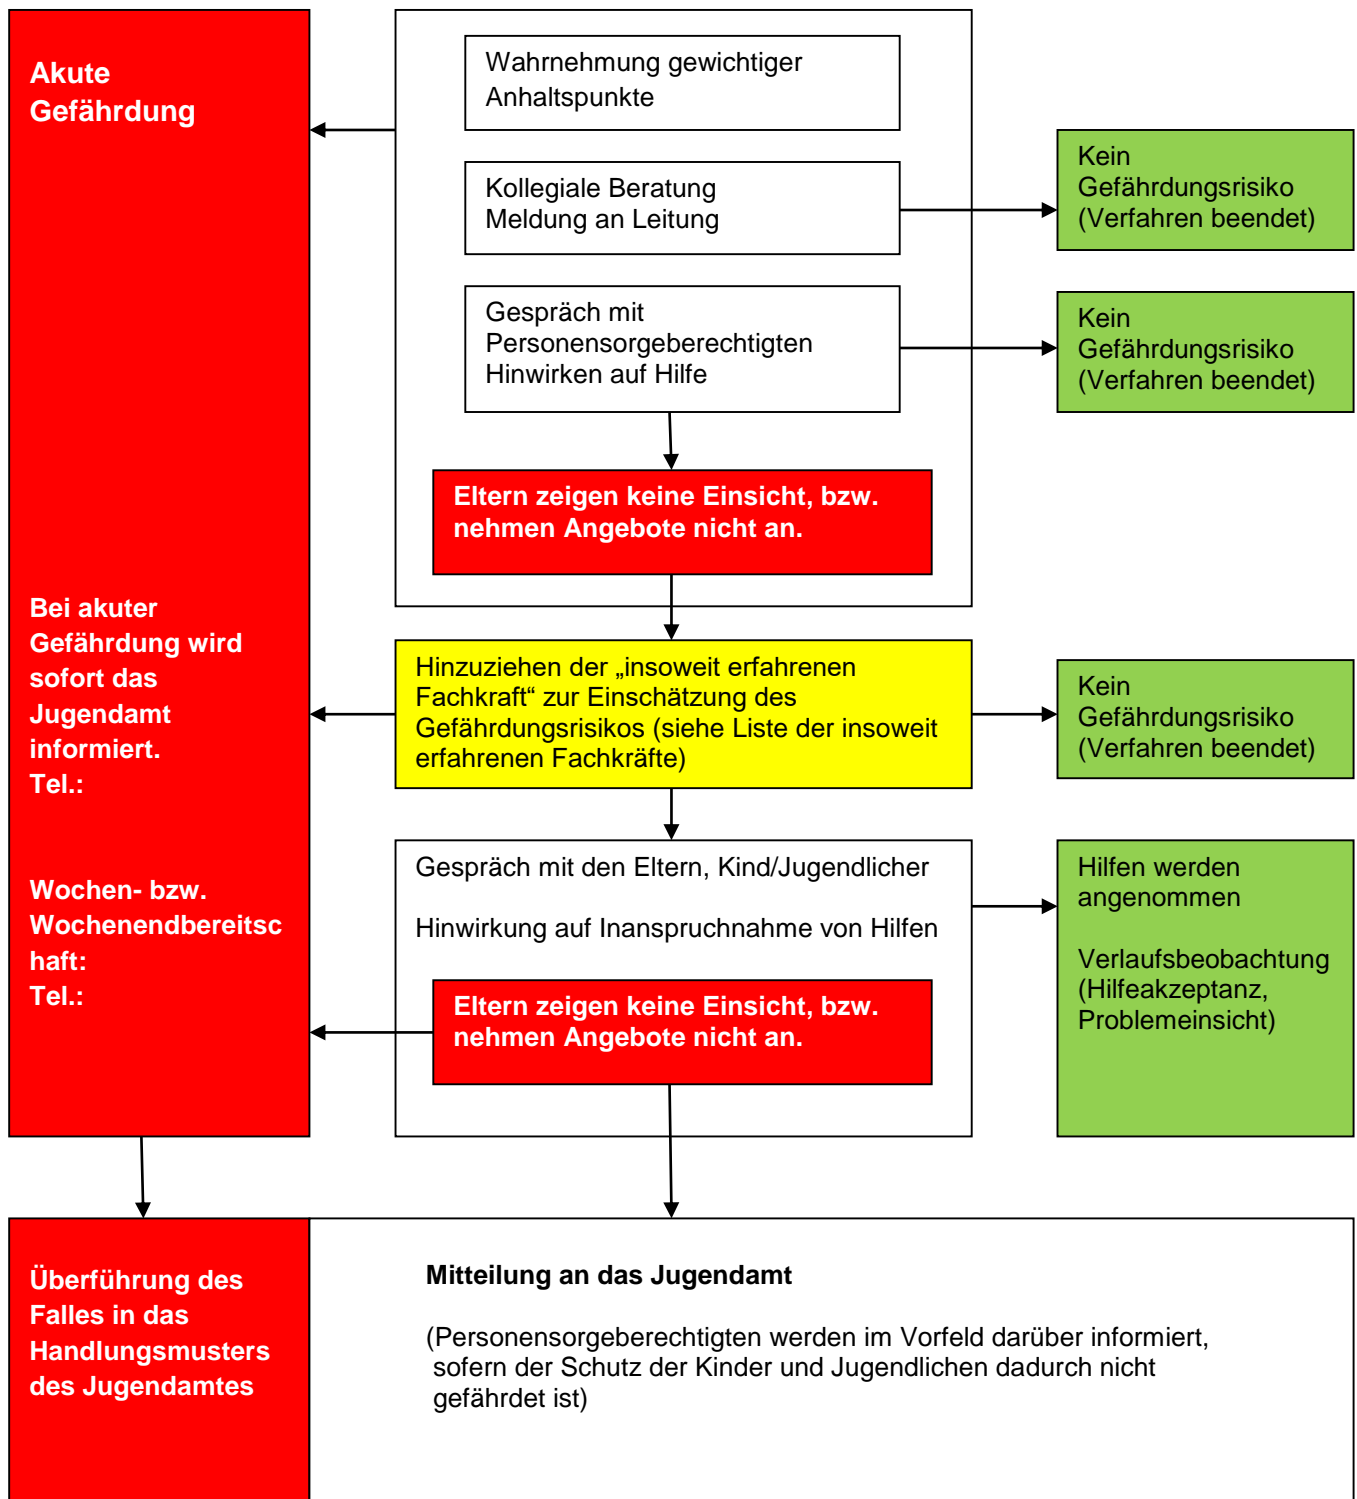 Akute
Gefährdung
Bei akuter
Gefährdung wird
sofort das
Jugendamt
informiert.
Tel.:
Wochen- bzw.
Wochenendbereitsc
haft:
Tel.:
Wahrnehmung gewichtiger
Anhaltspunkte
Kollegiale Beratung
Meldung an Leitung
Kein
Gefährdungsrisiko
(Verfahren beendet)
Gespräch mit
Personensorgeberechtigten
Hinwirken auf Hilfe
Kein
Gefährdungsrisiko
(Verfahren beendet)
Eltern zeigen keine Einsicht, bzw.
nehmen Angebote nicht an.
Hinzuziehen der „insoweit erfahrenen
Fachkraft“ zur Einschätzung des
Gefährdungsrisikos (siehe Liste der insoweit
erfahrenen Fachkräfte)
Kein
Gefährdungsrisiko
(Verfahren beendet)
Gespräch mit den Eltern, Kind/Jugendlicher
Hinwirkung auf Inanspruchnahme von Hilfen
Eltern zeigen keine Einsicht, bzw.
nehmen Angebote nicht an.
Hilfen werden
angenommen
Verlaufsbeobachtung
(Hilfeakzeptanz,
Problemeinsicht)
Überführung des
Falles in das
Handlungsmusters
des Jugendamtes
Mitteilung an das Jugendamt
(Personensorgeberechtigten werden im Vorfeld darüber informiert,
sofern der Schutz der Kinder und Jugendlichen dadurch nicht
gefährdet ist)